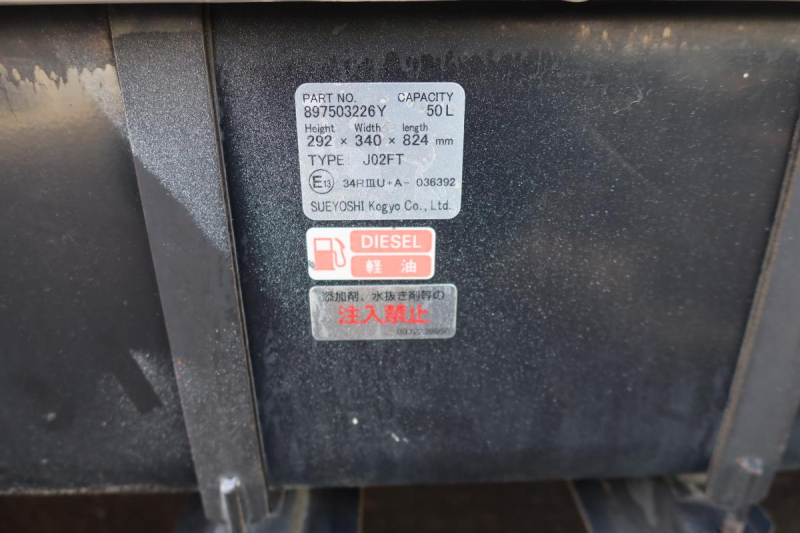 PART NO. CAPACITY
897503226Y 50L
Height Width length
292 × 340 × 824 mm
TYPE J02FT
E13 34RⅢU+A- 036392
SUEYOSHI Kogyo Co., Ltd.
DIESEL
軽 油
添加剤、水抜き剤等の
注入禁止